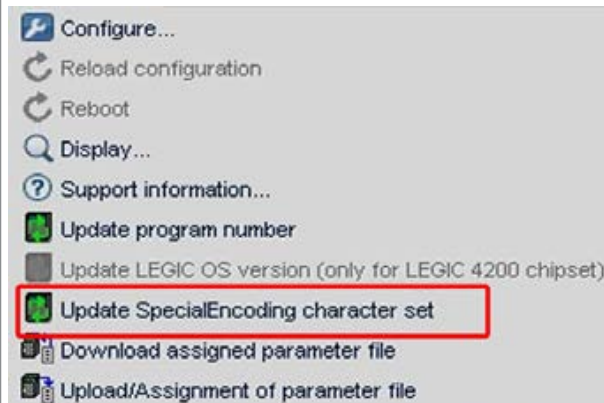 Configure...
Reload configuration
Reboot
Display...
Support information...
Update program number
Update LEGIC OS version (only for LEGIC 4200 chipset)
Update SpecialEncoding character set
Download assigned parameter file
Upload/Assignment of parameter file